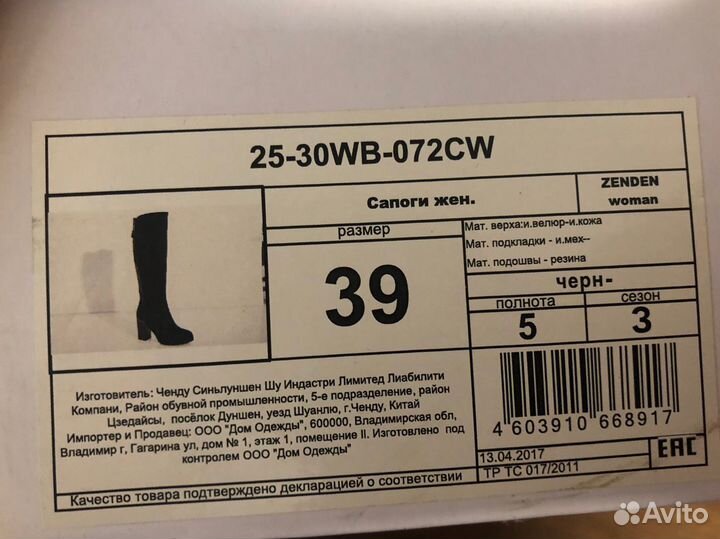 25-30WB-072CW
Сапоги жен.
ZENDEN
woman
размер
39
Мат. верха:и.велюр-и.кожа
Мат. подкладки - и.мех--
Мат. подошвы - резина
черн-
полнота
сезон
5
3
Изготовитель: Ченду Синьлуншен Шу Индастри Лимитед Лиабилити
Компани, Район обувной промышленности, 5-е подразделение, район
Цзедайсы, посёлок Дуншен, уезд Шуанлю, г.Ченду, Китай
Импортер и Продавец: ООО "Дом Одежды", 600000, Владимирская обл,
Владимир г, Гагарина ул, дом № 1, этаж 1, помещение II. Изготовлено под
контролем ООО "Дом Одежды"
4 603910 668917
13.04.2017
ТР ТС 017/2011
EAC
Качество товара подтверждено декларацией о соответствии
Avito